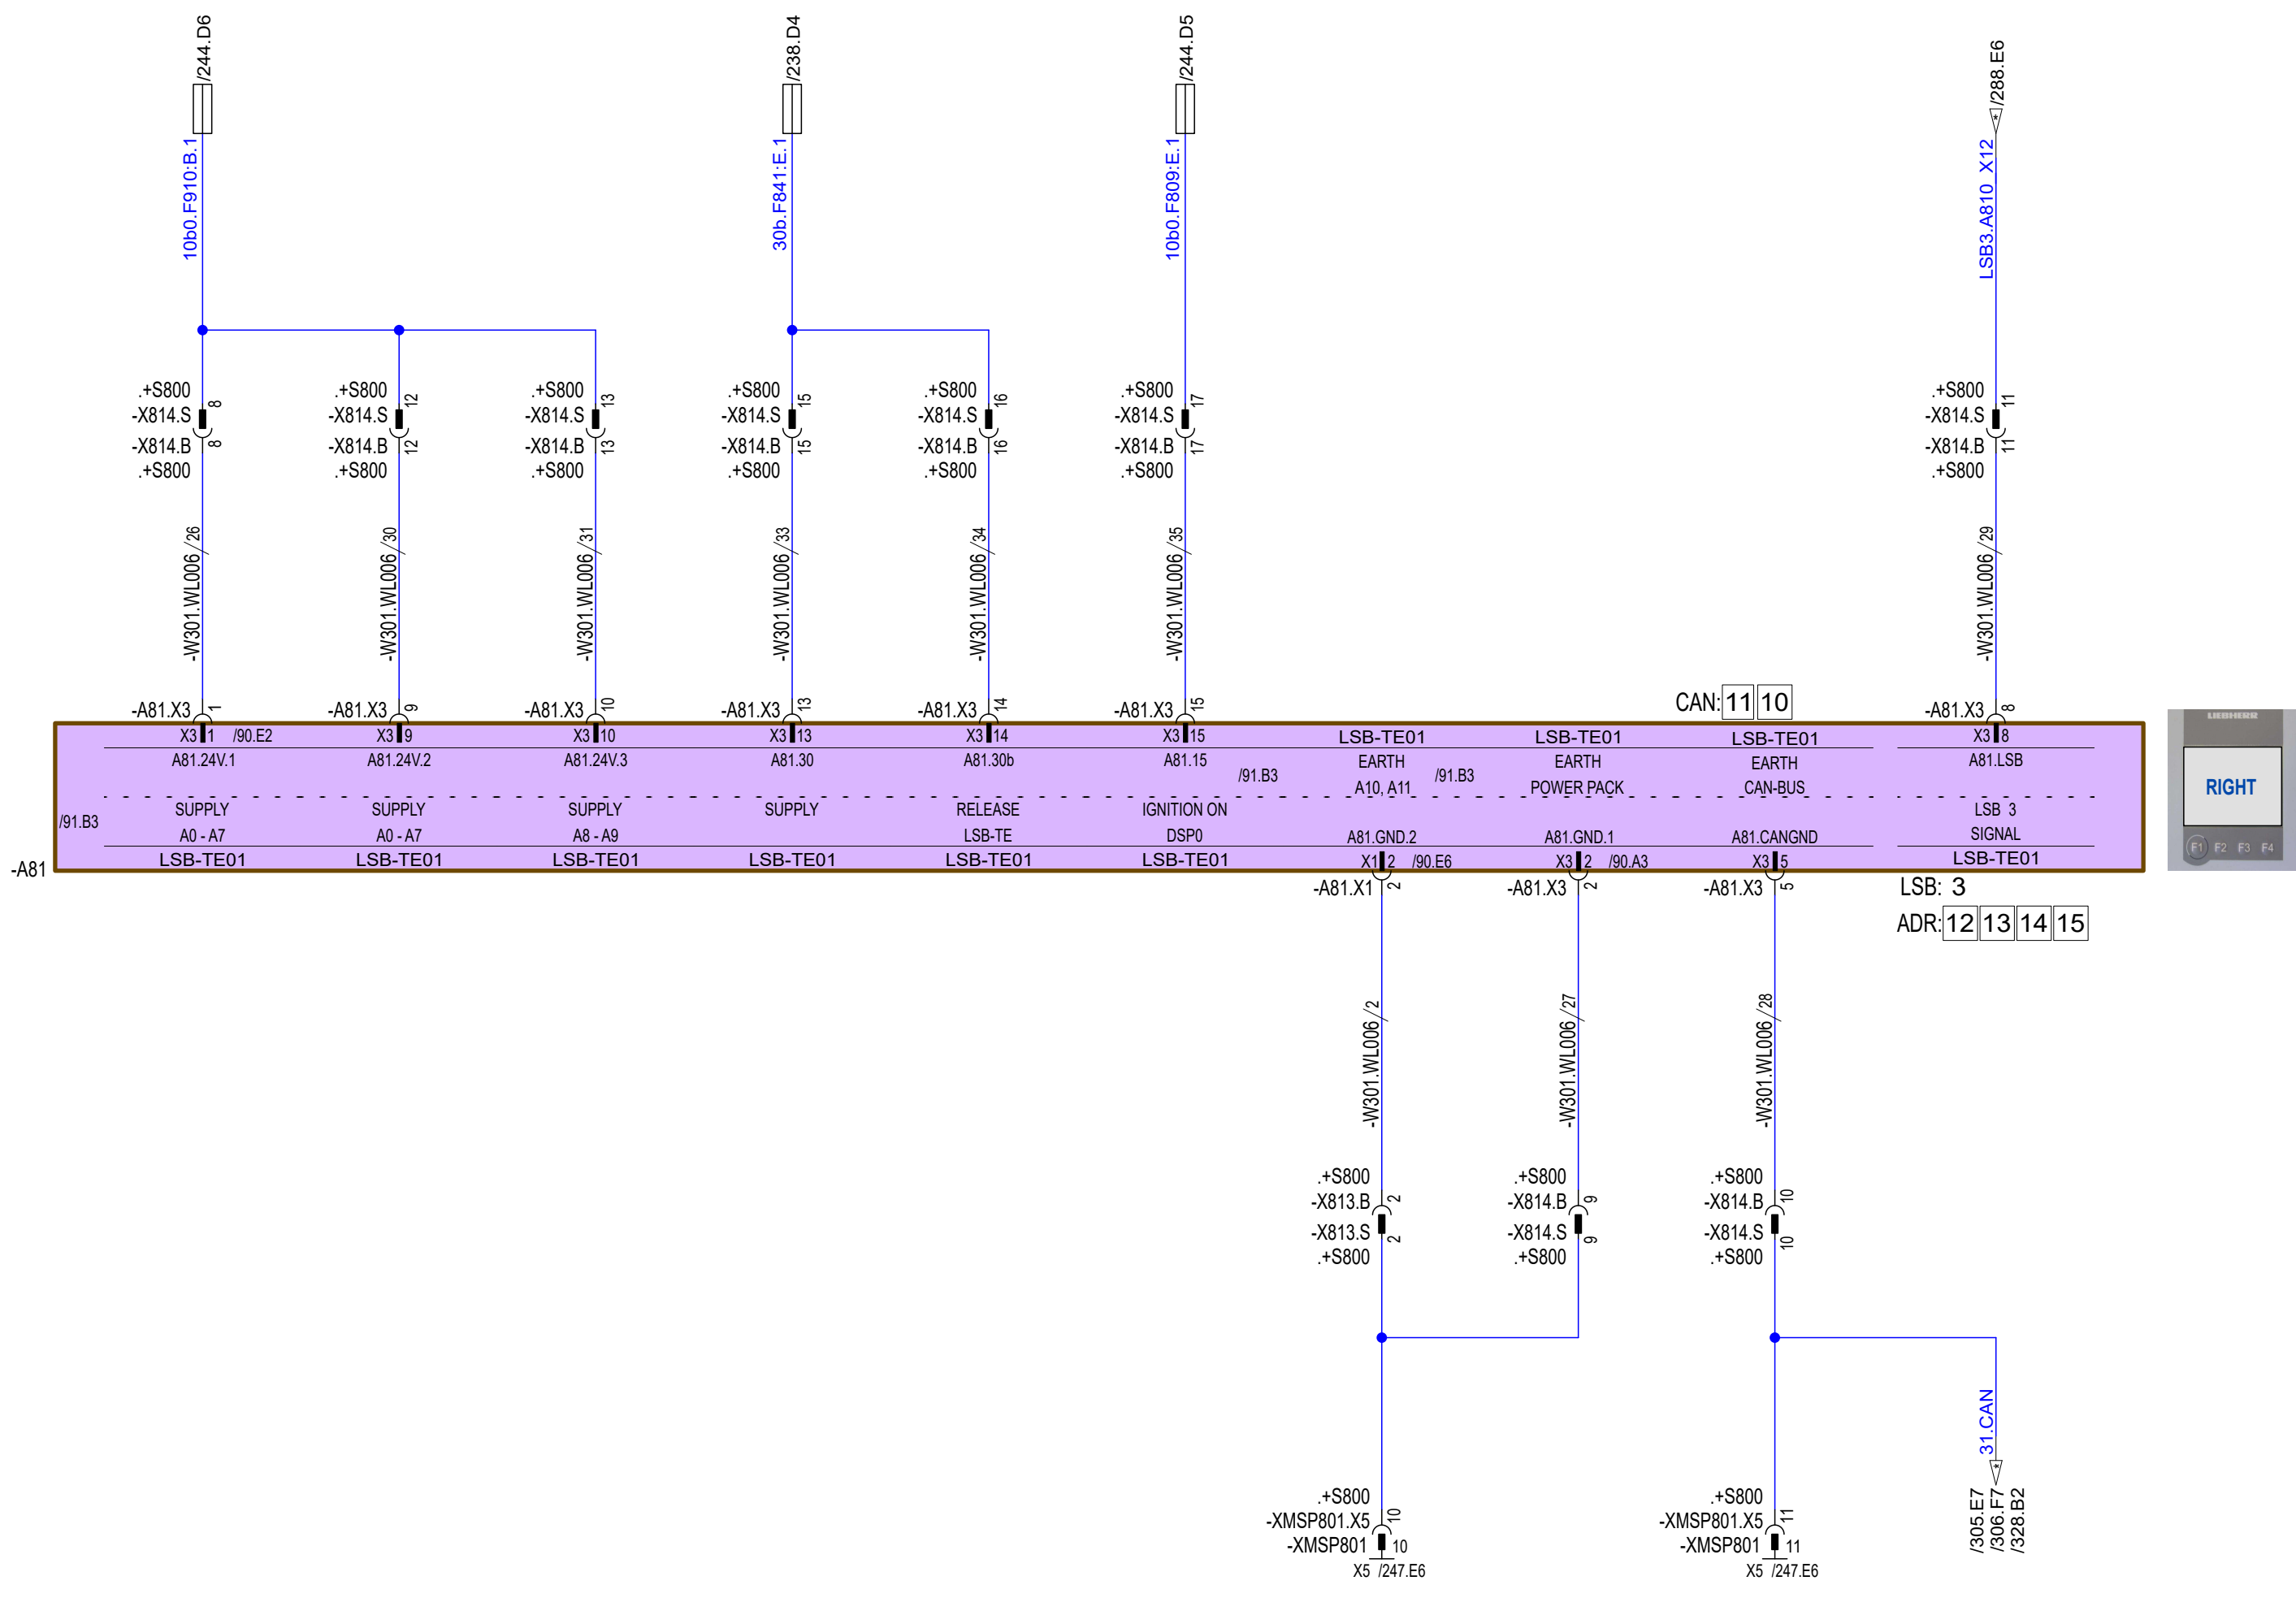 /244.D6
/238.D4
/244.D5
/288.E6
10b0.F910:B.1
30b.F841:E.1
10b0.F809:E.1
LSB3.A810 X12
.+S800 .+S800 .+S800 .+S800 .+S800 .+S800 .+S800
-X814.S 8 -X814.S 12 -X814.S 13 -X814.S 15 -X814.S 16 -X814.S 17 -X814.S 11
-X814.B 8 -X814.B 12 -X814.B 13 -X814.B 15 -X814.B 16 -X814.B 17 -X814.B 11
.+S800 .+S800 .+S800 .+S800 .+S800 .+S800 .+S800
-W301.WL006 /26
-W301.WL006 /30
-W301.WL006 /31
-W301.WL006 /33
-W301.WL006 /34
-W301.WL006 /35
-W301.WL006 /29
CAN: 11 10
-A81.X3 1 -A81.X3 9 -A81.X3 10 -A81.X3 13 -A81.X3 14 -A81.X3 15 -A81.X3 8
X3 1 /90.E2 X3 9 X3 10 X3 13 X3 14 X3 15 LSB-TE01 LSB-TE01 LSB-TE01 X3 8
A81.24V.1 A81.24V.2 A81.24V.3 A81.30 A81.30b A81.15 EARTH EARTH EARTH A81.LSB
/91.B3 /91.B3
A10, A11 POWER PACK CAN-BUS
SUPPLY SUPPLY SUPPLY SUPPLY RELEASE IGNITION ON LSB 3
/91.B3
A0 - A7 A0 - A7 A8 - A9 LSB-TE DSP0 A81.GND.2 A81.GND.1 A81.CANGND SIGNAL
LSB-TE01 LSB-TE01 LSB-TE01 LSB-TE01 LSB-TE01 LSB-TE01 X1 2 /90.E6 X3 2 /90.A3 X3 5 LSB-TE01
-A81
-A81.X1 2 -A81.X3 2 -A81.X3 5
LSB: 3
ADR: 12 13 14 15
LIEBHERR
RIGHT
F1 F2 F3 F4
-W301.WL006 /2
-W301.WL006 /27
-W301.WL006 /28
.+S800 .+S800 .+S800
-X813.B 2 -X814.B 9 -X814.B 10
-X813.S 2 -X814.S 9 -X814.S 10
.+S800 .+S800 .+S800
31.CAN
/305.E7
/306.F7
/328.B2
.+S800 .+S800
-XMSP801.X5 10 -XMSP801.X5 11
-XMSP801 10 -XMSP801 11
X5 /247.E6 X5 /247.E6